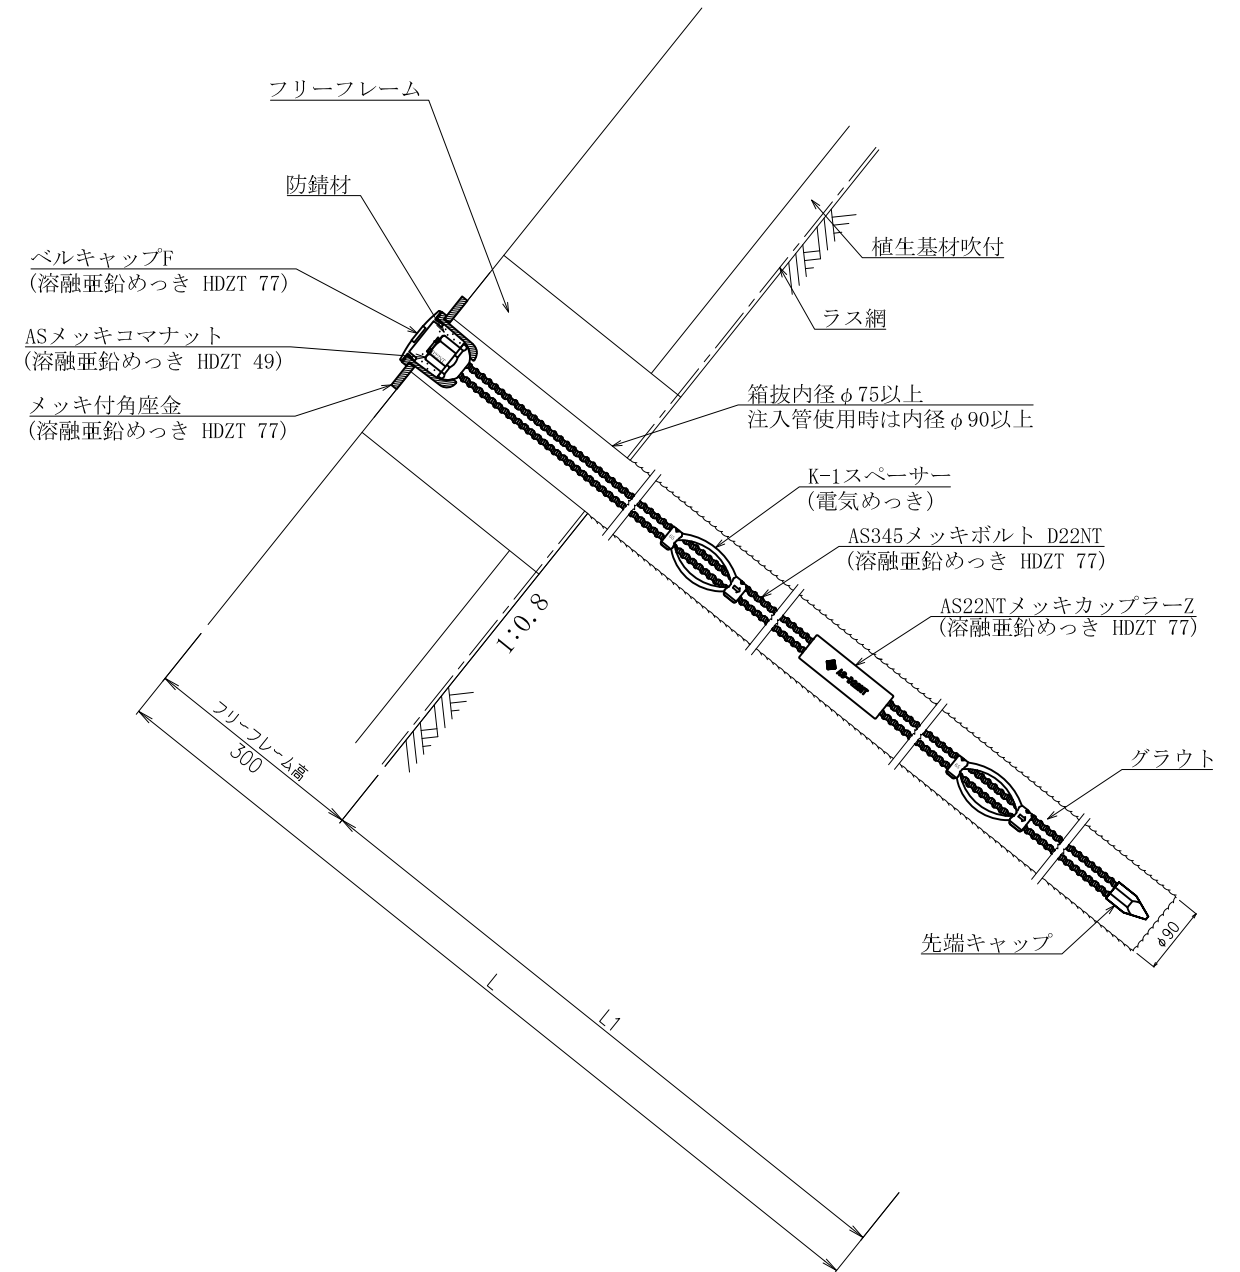 フリーフレーム
防錆材
ベルキャップF
(溶融亜鉛めっき HDZT 77)
ASメッキコマナット
(溶融亜鉛めっき HDZT 49)
メッキ付角座金
(溶融亜鉛めっき HDZT 77)
植生基材吹付
ラス網
箱抜内径φ75以上
注入管使用時は内径φ90以上
K-1スペーサー
(電気めっき)
AS345メッキボルト D22NT
(溶融亜鉛めっき HDZT 77)
AS22NTメッキカップラーZ
(溶融亜鉛めっき HDZT 77)
1:0.8
グラウト
先端キャップ
φ90
フリーフレーム高
300
L
L1